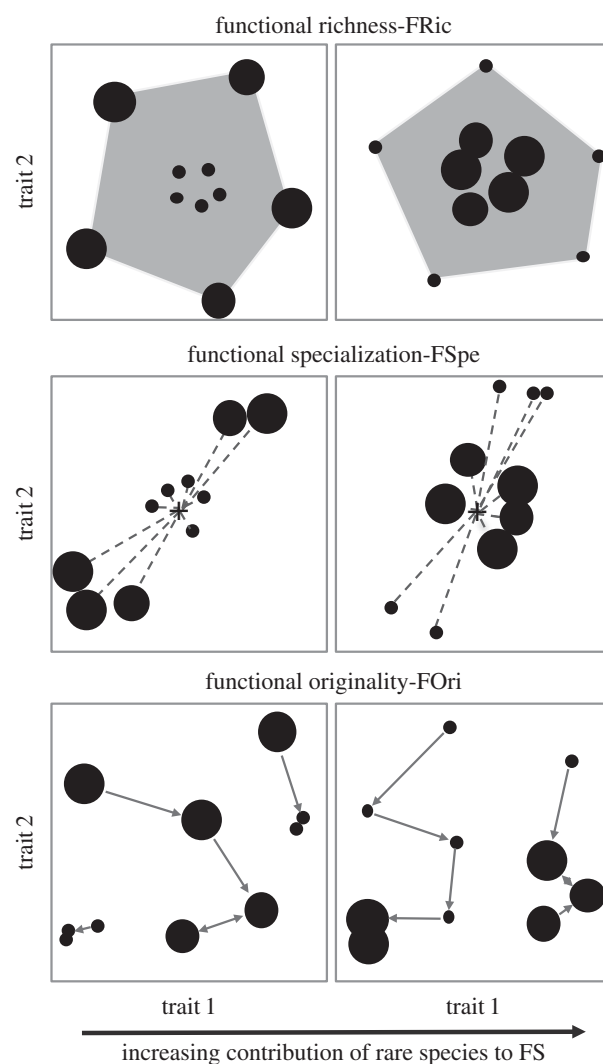 functional richness-FRic
trait 2
functional specialization-FSpe
trait 2
functional originality-FOri
trait 2
trait 1
trait 1
increasing contribution of rare species to FS